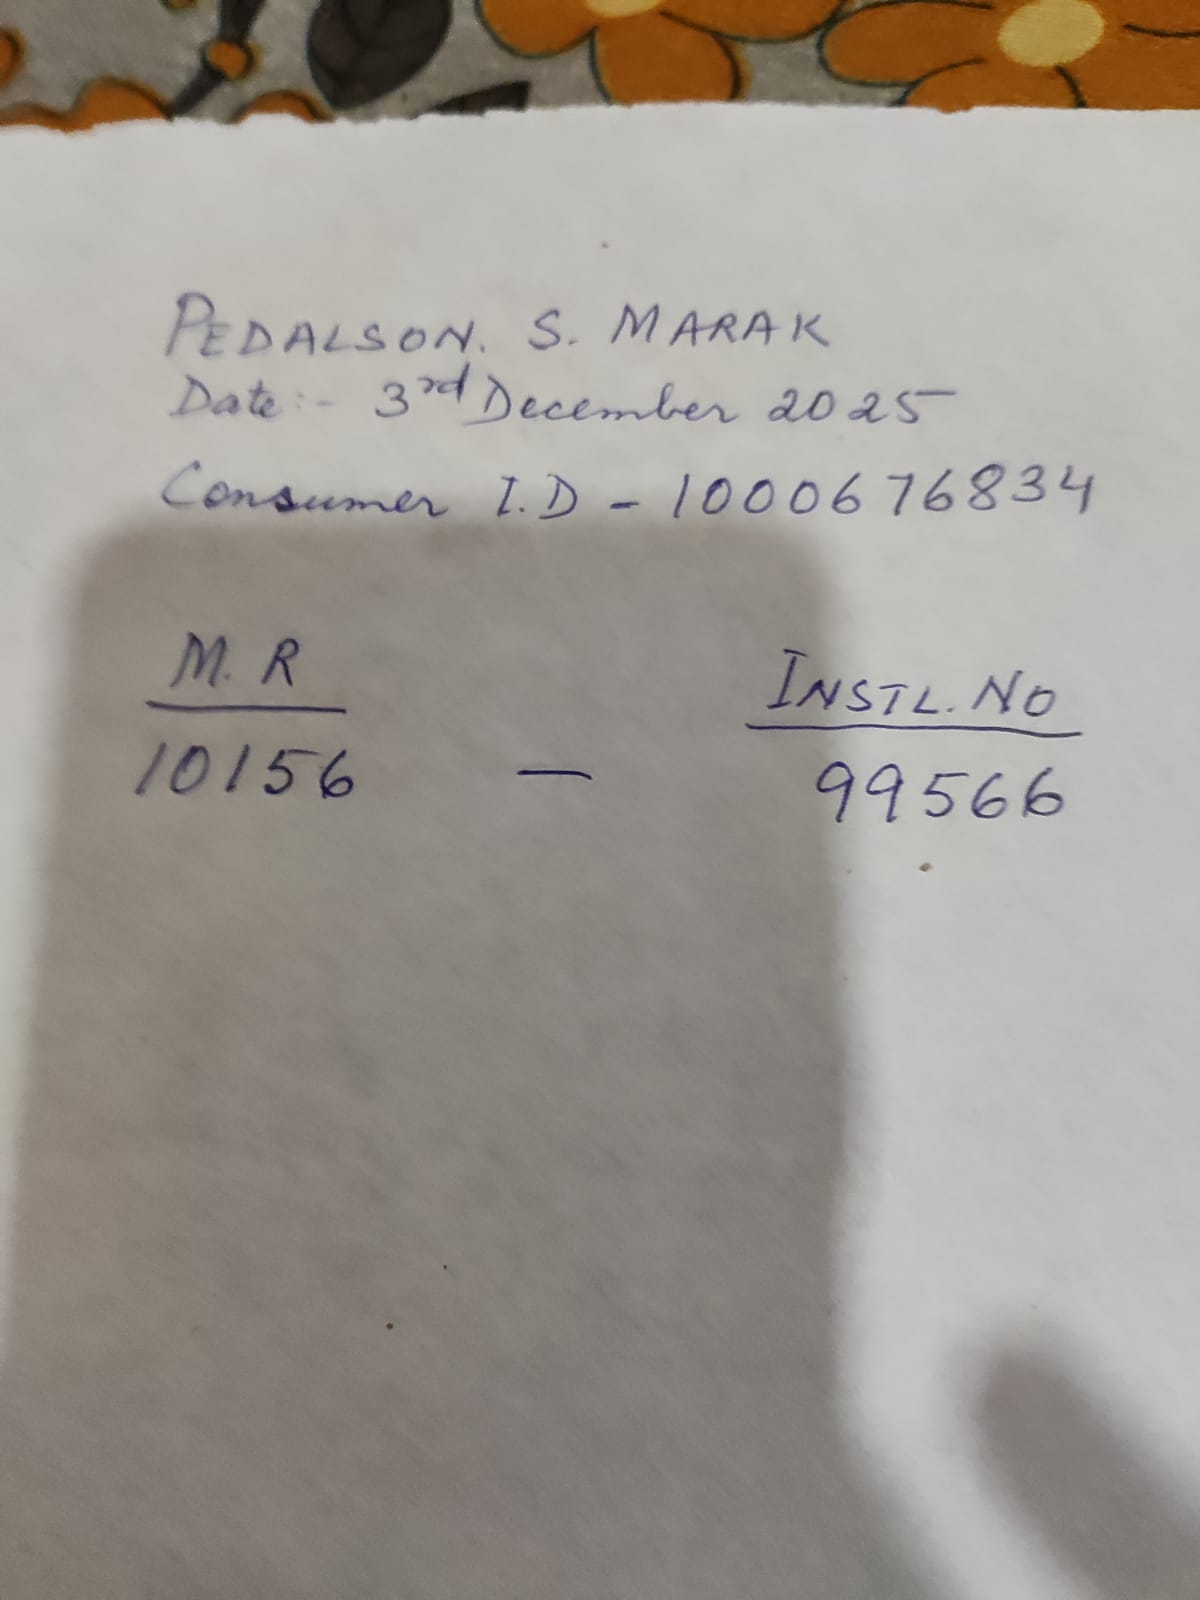 PEDALSON. S. MARAK
Date :- 3rd December 2025
Consumer I.D - 1000676834
M. R
INSTL. NO
10156 - 99566